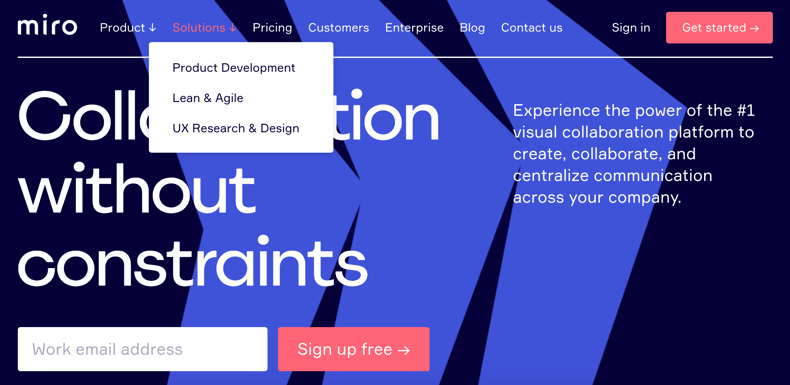 miro
Product ↓ Solutions ↓ Pricing Customers Enterprise Blog Contact us Sign in Get started →
Product Development
Lean & Agile
UX Research & Design
tion
without
constraints
Experience the power of the #1
visual collaboration platform to
create, collaborate, and
centralize communication
across your company.
Work email address
Sign up free →